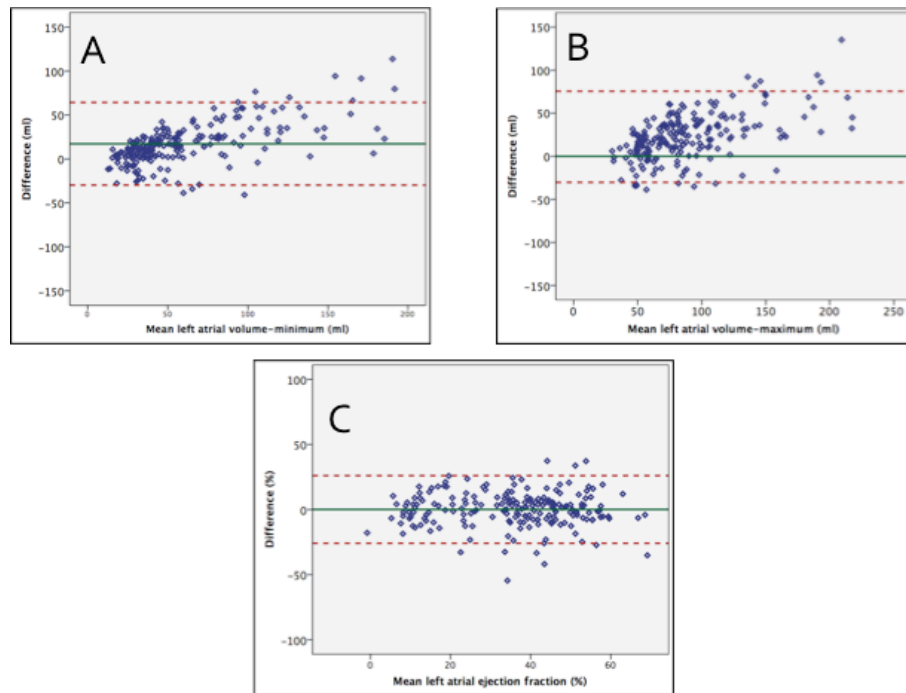 A
150
100
50
0
-50
-100
-150
Difference (ml)
0 50 100 150 200
Mean left atrial volume-minimum (ml)
B
150
100
50
0
-50
-100
-150
Difference (ml)
0 50 100 150 200 250
Mean left atrial volume-maximum (ml)
C
100
50
0
-50
-100
Difference (%)
0 20 40 60
Mean left atrial ejection fraction (%)